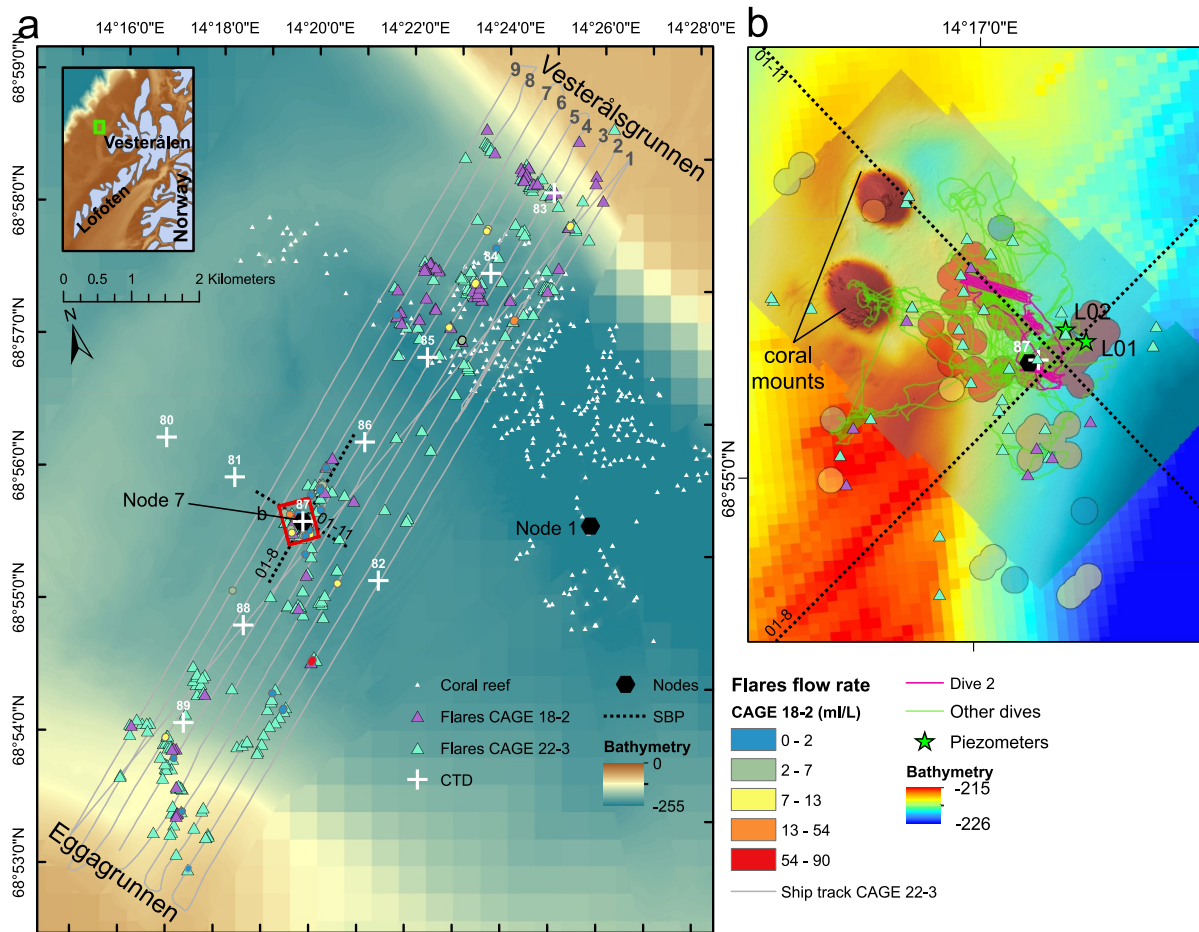 a
14°16'0"E
14°18'0"E
14°20'0"E
14°22'0"E
14°24'0"E
14°26'0"E
14°28'0"E
68°59'0"N
68°58'0"N
68°57'0"N
68°56'0"N
68°55'0"N
68°54'0"N
68°53'0"N
Vesterålen
Lofoten
Norway
0 0.5 1 2 Kilometers
N
9
8
7
6
5
4
3
2
1
Vesterålsgrunnen
83
84
85
86
80
81
Node 7
87
b
01-11
01-8
Node 1
82
88
89
Eggagrunnen
Coral reef
Flares CAGE 18-2
Flares CAGE 22-3
CTD
Nodes
SBP
Bathymetry
0
-255
b
14°17'0"E
68°55'0"N
01-11
coral
mounts
L02
L01
87
01-8
Flares flow rate
CAGE 18-2 (ml/L)
0 - 2
2 - 7
7 - 13
13 - 54
54 - 90
Ship track CAGE 22-3
Dive 2
Other dives
Piezometers
Bathymetry
-215
-226